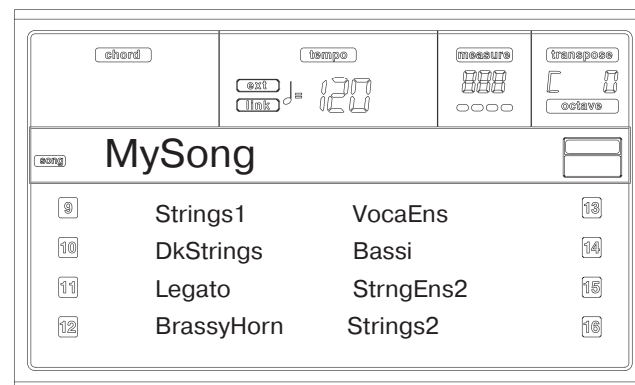 chord tempo measure transpose
ext
link = 120 888 C 0
octave
song MySong
9 Strings1 VocaEns 13
10 DkStrings Bassi 14
11 Legato StrngEns2 15
12 BrassyHorn Strings2 16